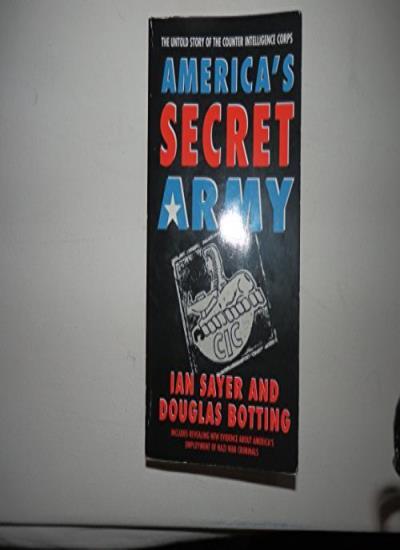 THE UNTOLD STORY OF THE COUNTER INTELLIGENCE CORPS
AMERICA'S
SECRET
ARMY
CIC
IAN SAYER AND
DOUGLAS BOTTING
INCLUDES REVEALING NEW EVIDENCE ABOUT AMERICA'S
EMPLOYMENT OF NAZI WAR CRIMINALS